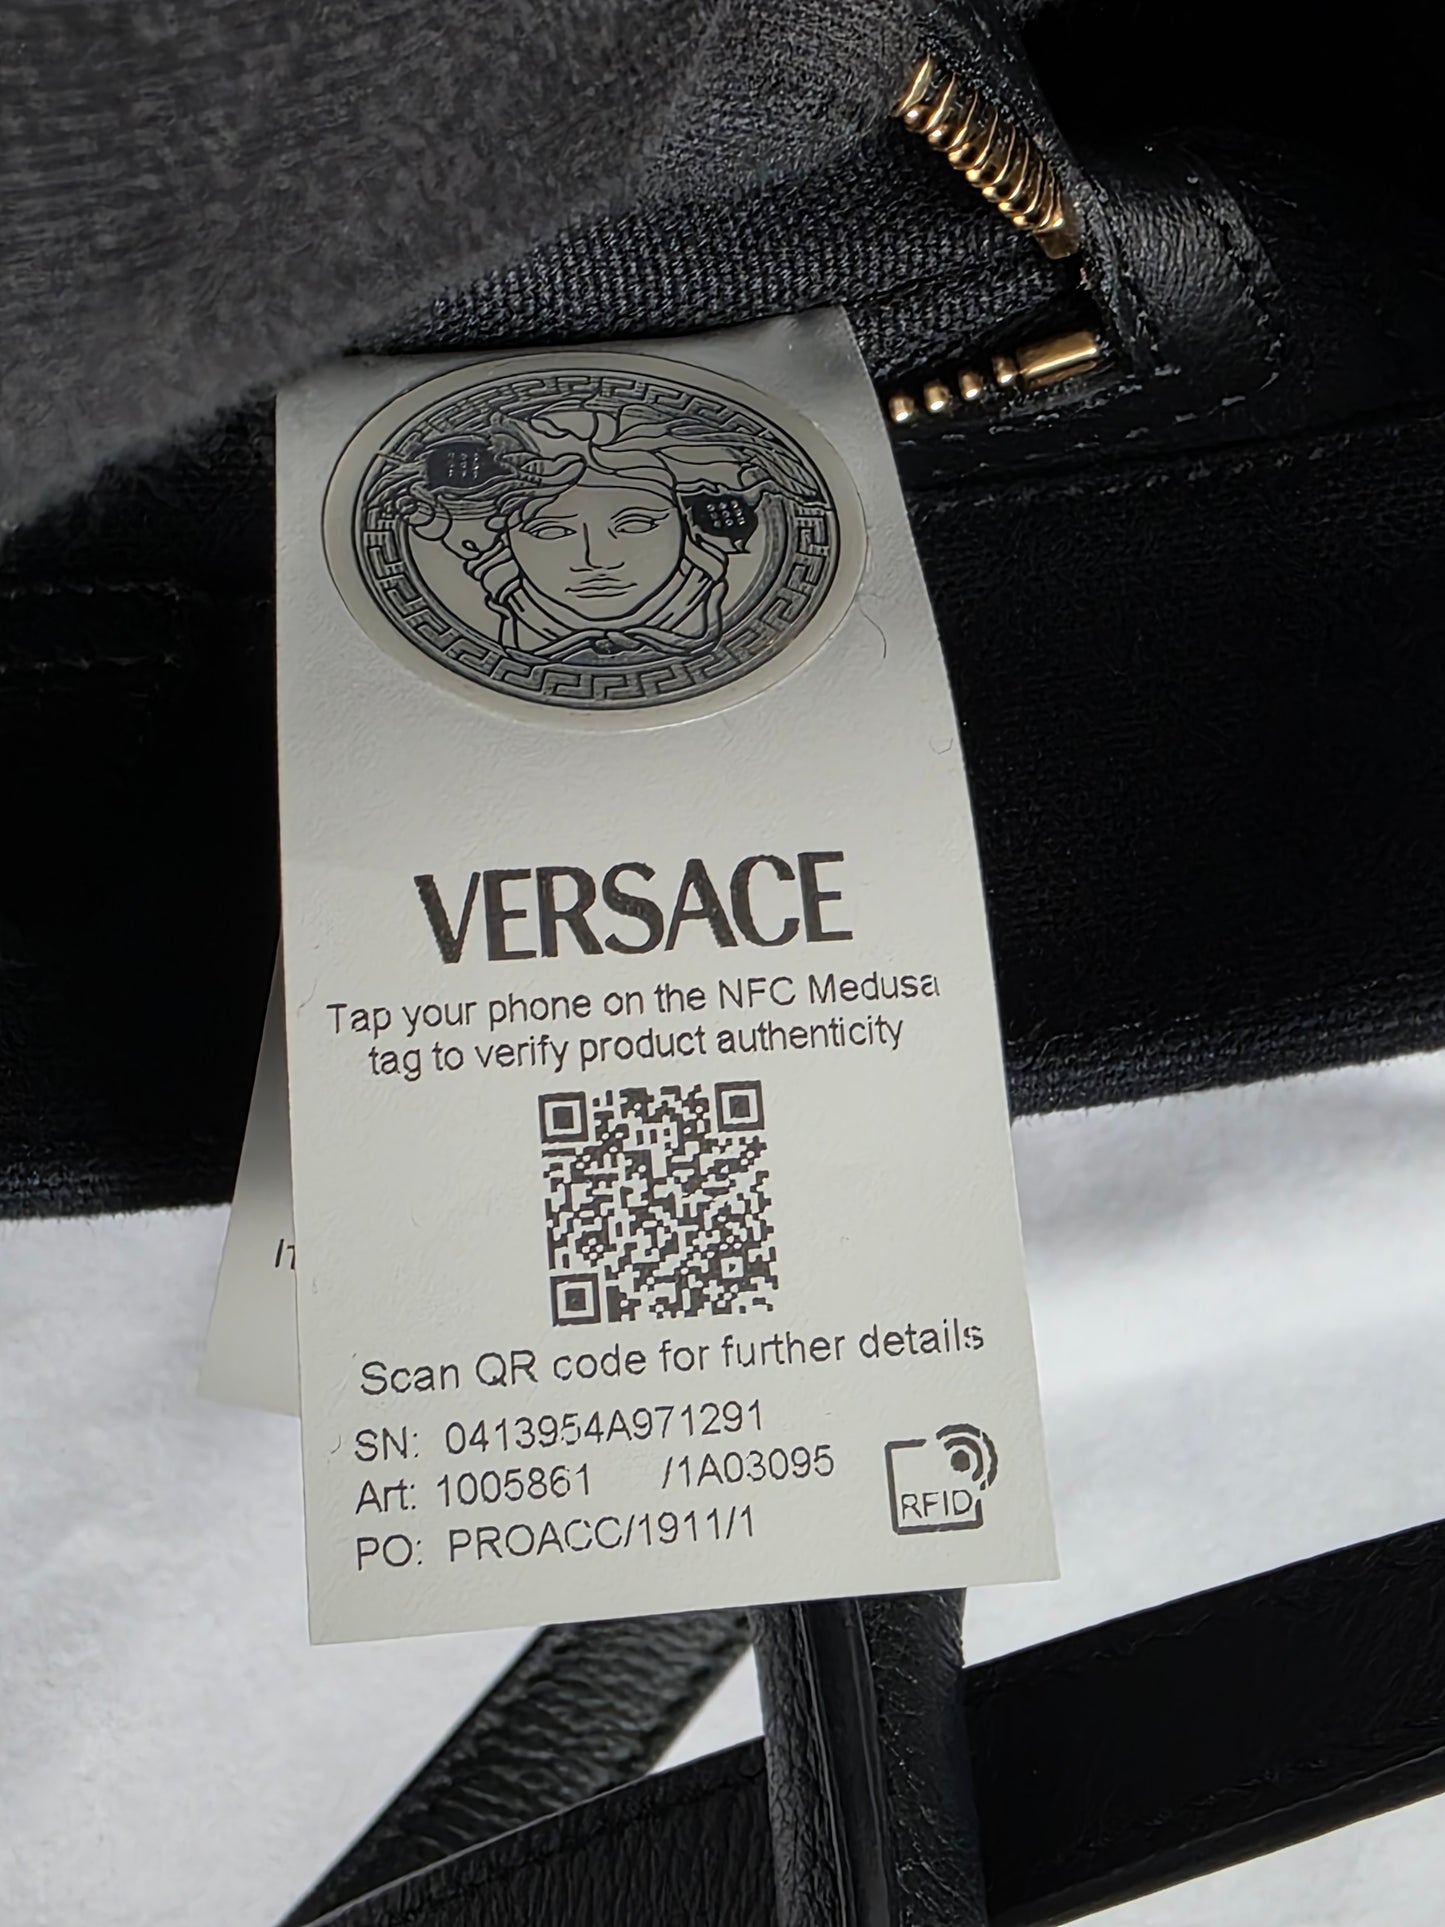 VERSACE
Tap your phone on the NFC Medusa
tag to verify product authenticity
Scan QR code for further details
SN: 0413954A971291
Art: 1005861 /1A03095
PO: PROACC/1911/1
RFID